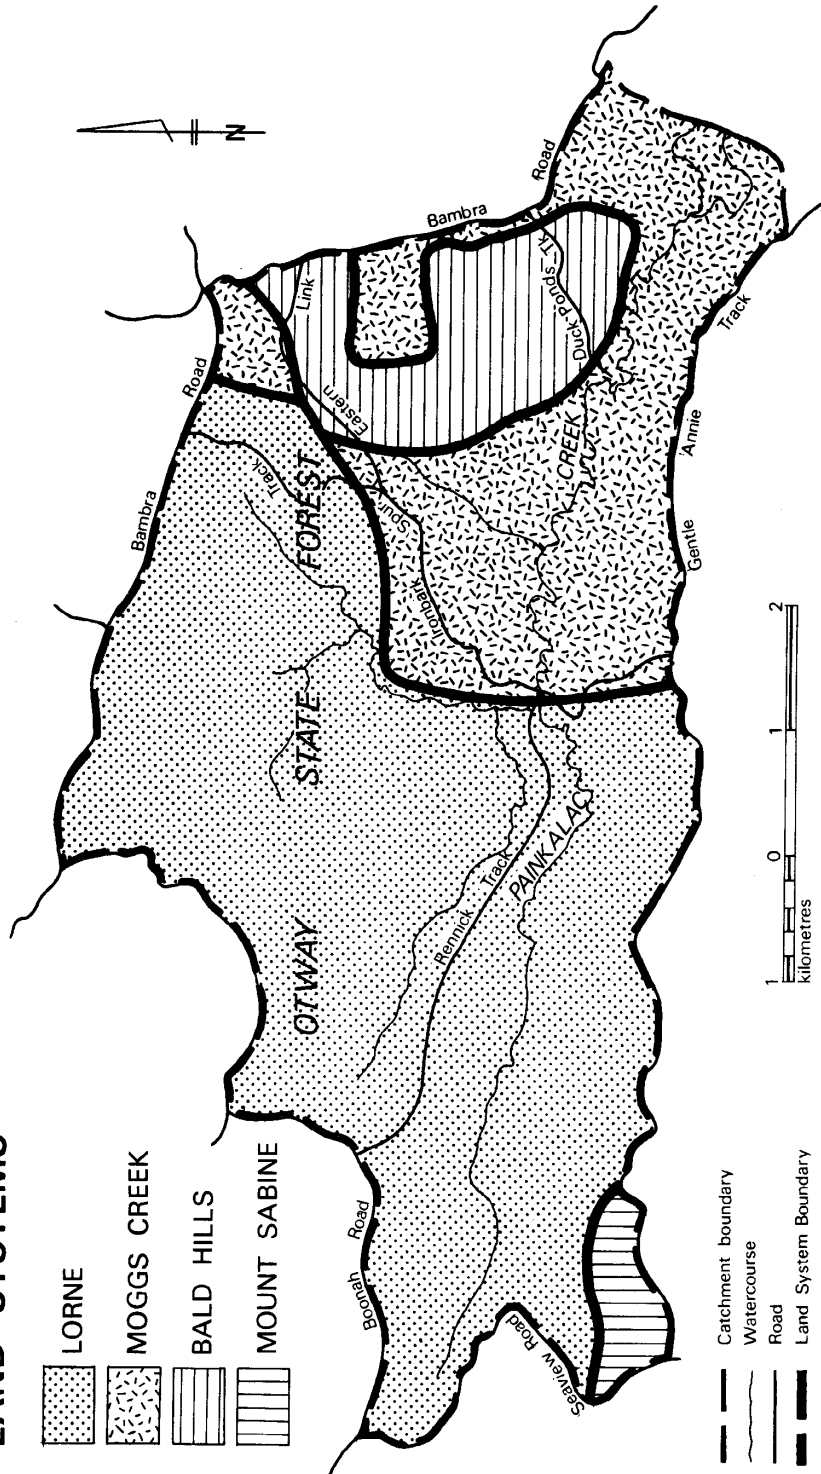 LAND SYSTEMS
LORNE
MOGGS CREEK
BALD HILLS
MOUNT SABINE
N
Bambra Road
Bambra Road
Link
Eastern
Duck Ponds Tk
Track
Spur
Ironbark
OTWAY STATE FOREST
Rennick Track
PAINKALAC CREEK
Gentle Annie Track
Boonah Road
Seaview Road
1 0 1 2
kilometres
Catchment boundary
Watercourse
Road
Land System Boundary